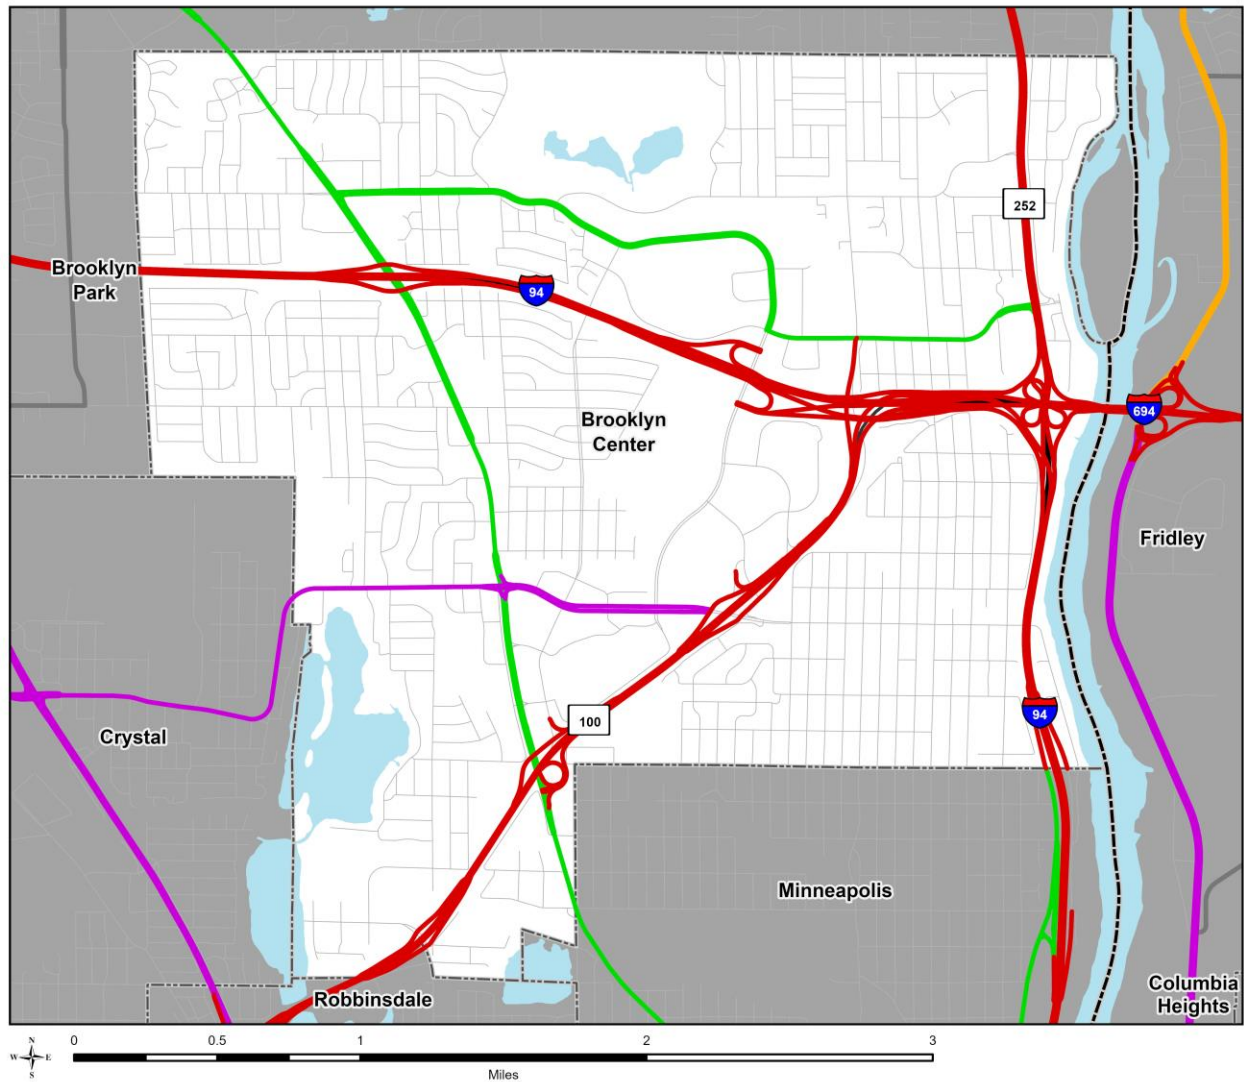 252
Brooklyn
Park
94
694
Brooklyn
Center
Fridley
94
100
Crystal
Minneapolis
Columbia
Heights
Robbinsdale
N
W E
S
0 0.5 1 2 3
Miles